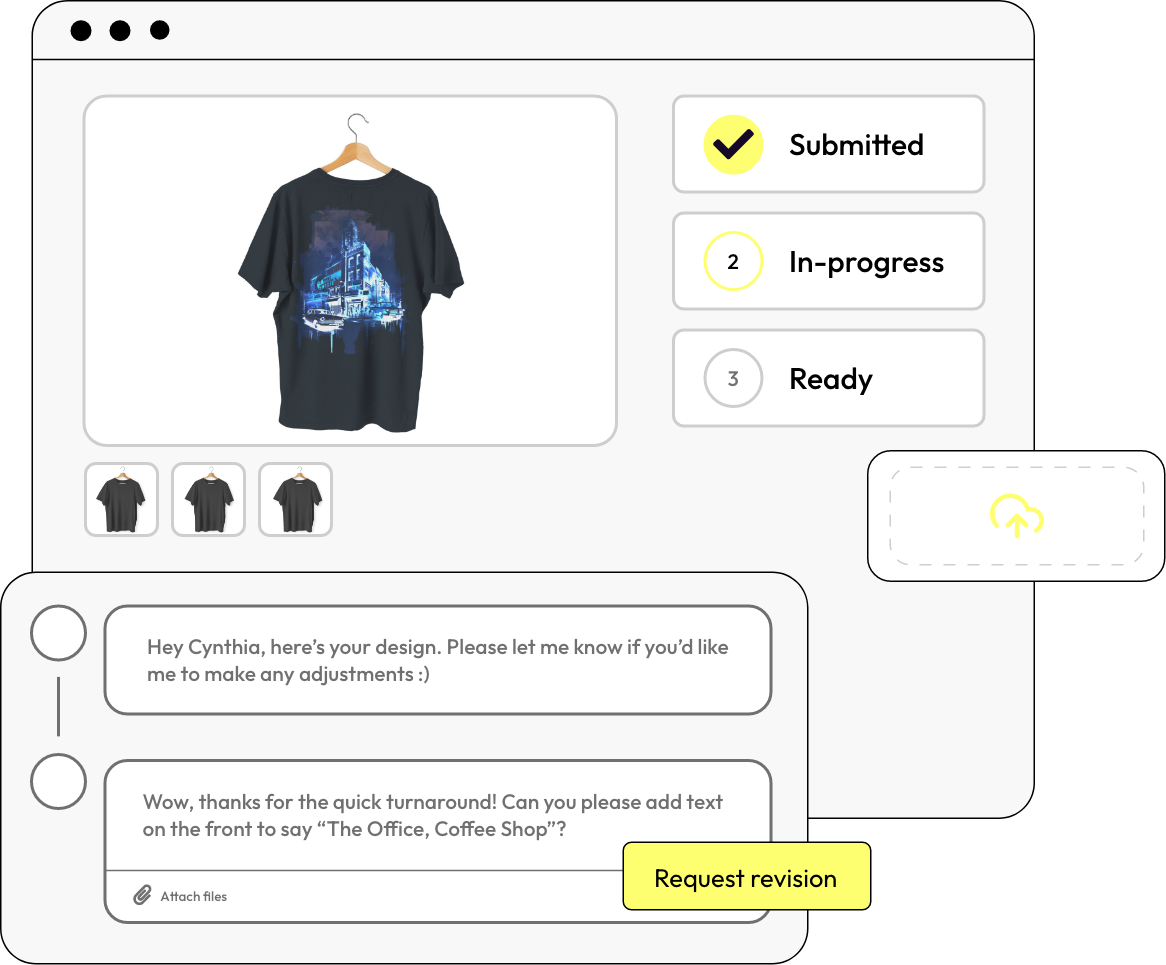 Submitted
2
In-progress
3
Ready
Hey Cynthia, here’s your design. Please let me know if you’d like
me to make any adjustments :)
Wow, thanks for the quick turnaround! Can you please add text
on the front to say “The Office, Coffee Shop”?
Attach files
Request revision